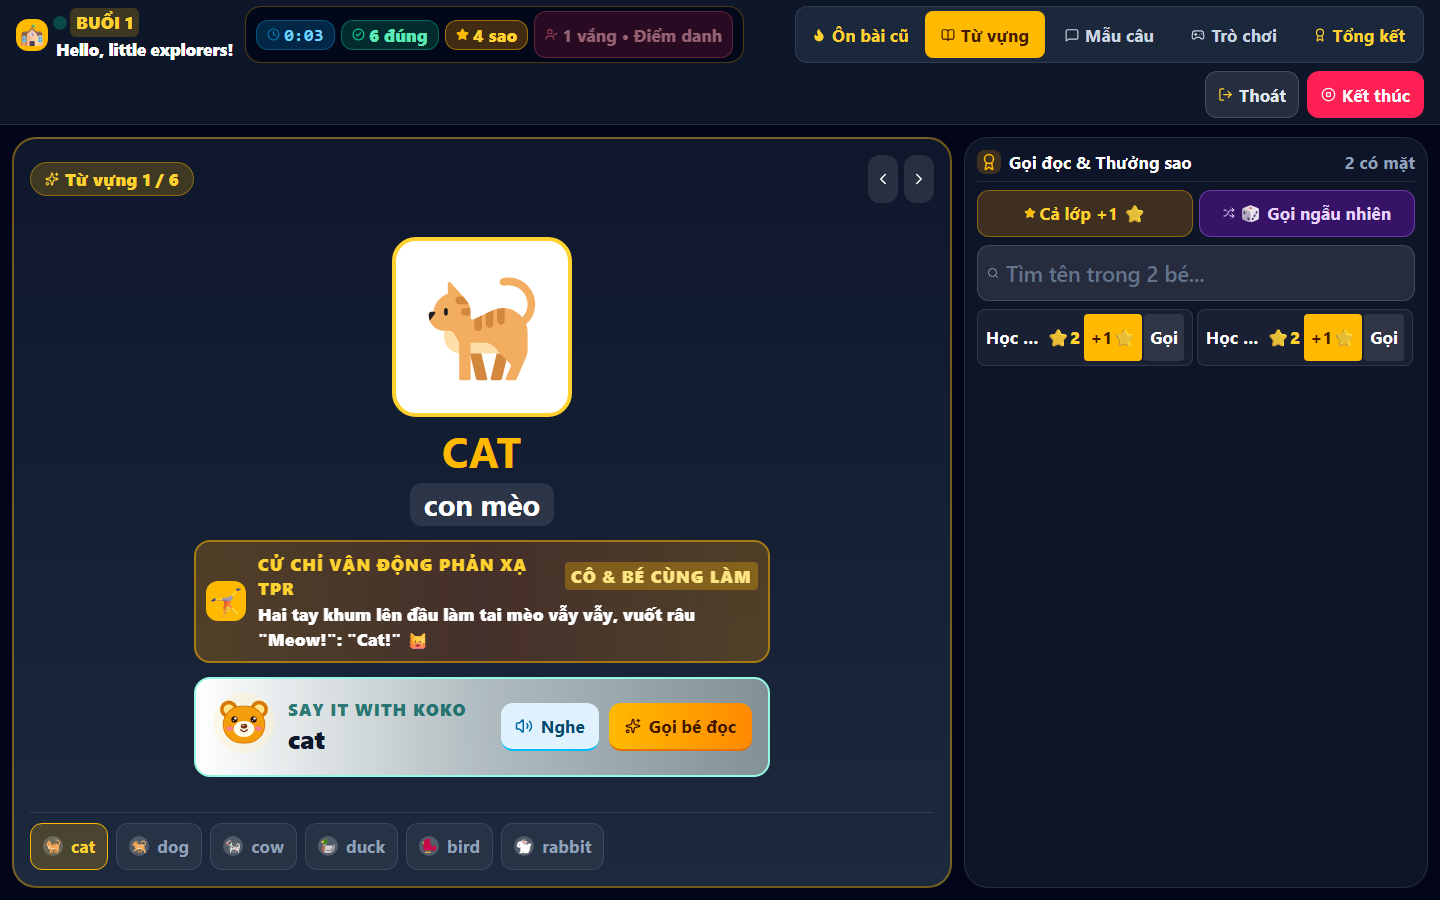 BUỔI 1
Hello, little explorers!
0:03
6 đúng
4 sao
1 vắng • Điểm danh
Ôn bài cũ
Từ vựng
Mẫu câu
Trò chơi
Tổng kết
Thoát
Kết thúc
Từ vựng 1 / 6
CAT
con mèo
CỬ CHỈ VẬN ĐỘNG PHẢN XẠ
TPR
CÔ & BÉ CÙNG LÀM
Hai tay khum lên đầu làm tai mèo vẫy vẫy, vuốt râu
"Meow!": "Cat!"
SAY IT WITH KOKO
cat
Nghe
Gọi bé đọc
cat
dog
cow
duck
bird
rabbit
Gọi đọc & Thưởng sao
2 có mặt
Cả lớp +1
Gọi ngẫu nhiên
Tìm tên trong 2 bé...
Học ...
2
+1
Gọi
Học ...
2
+1
Gọi